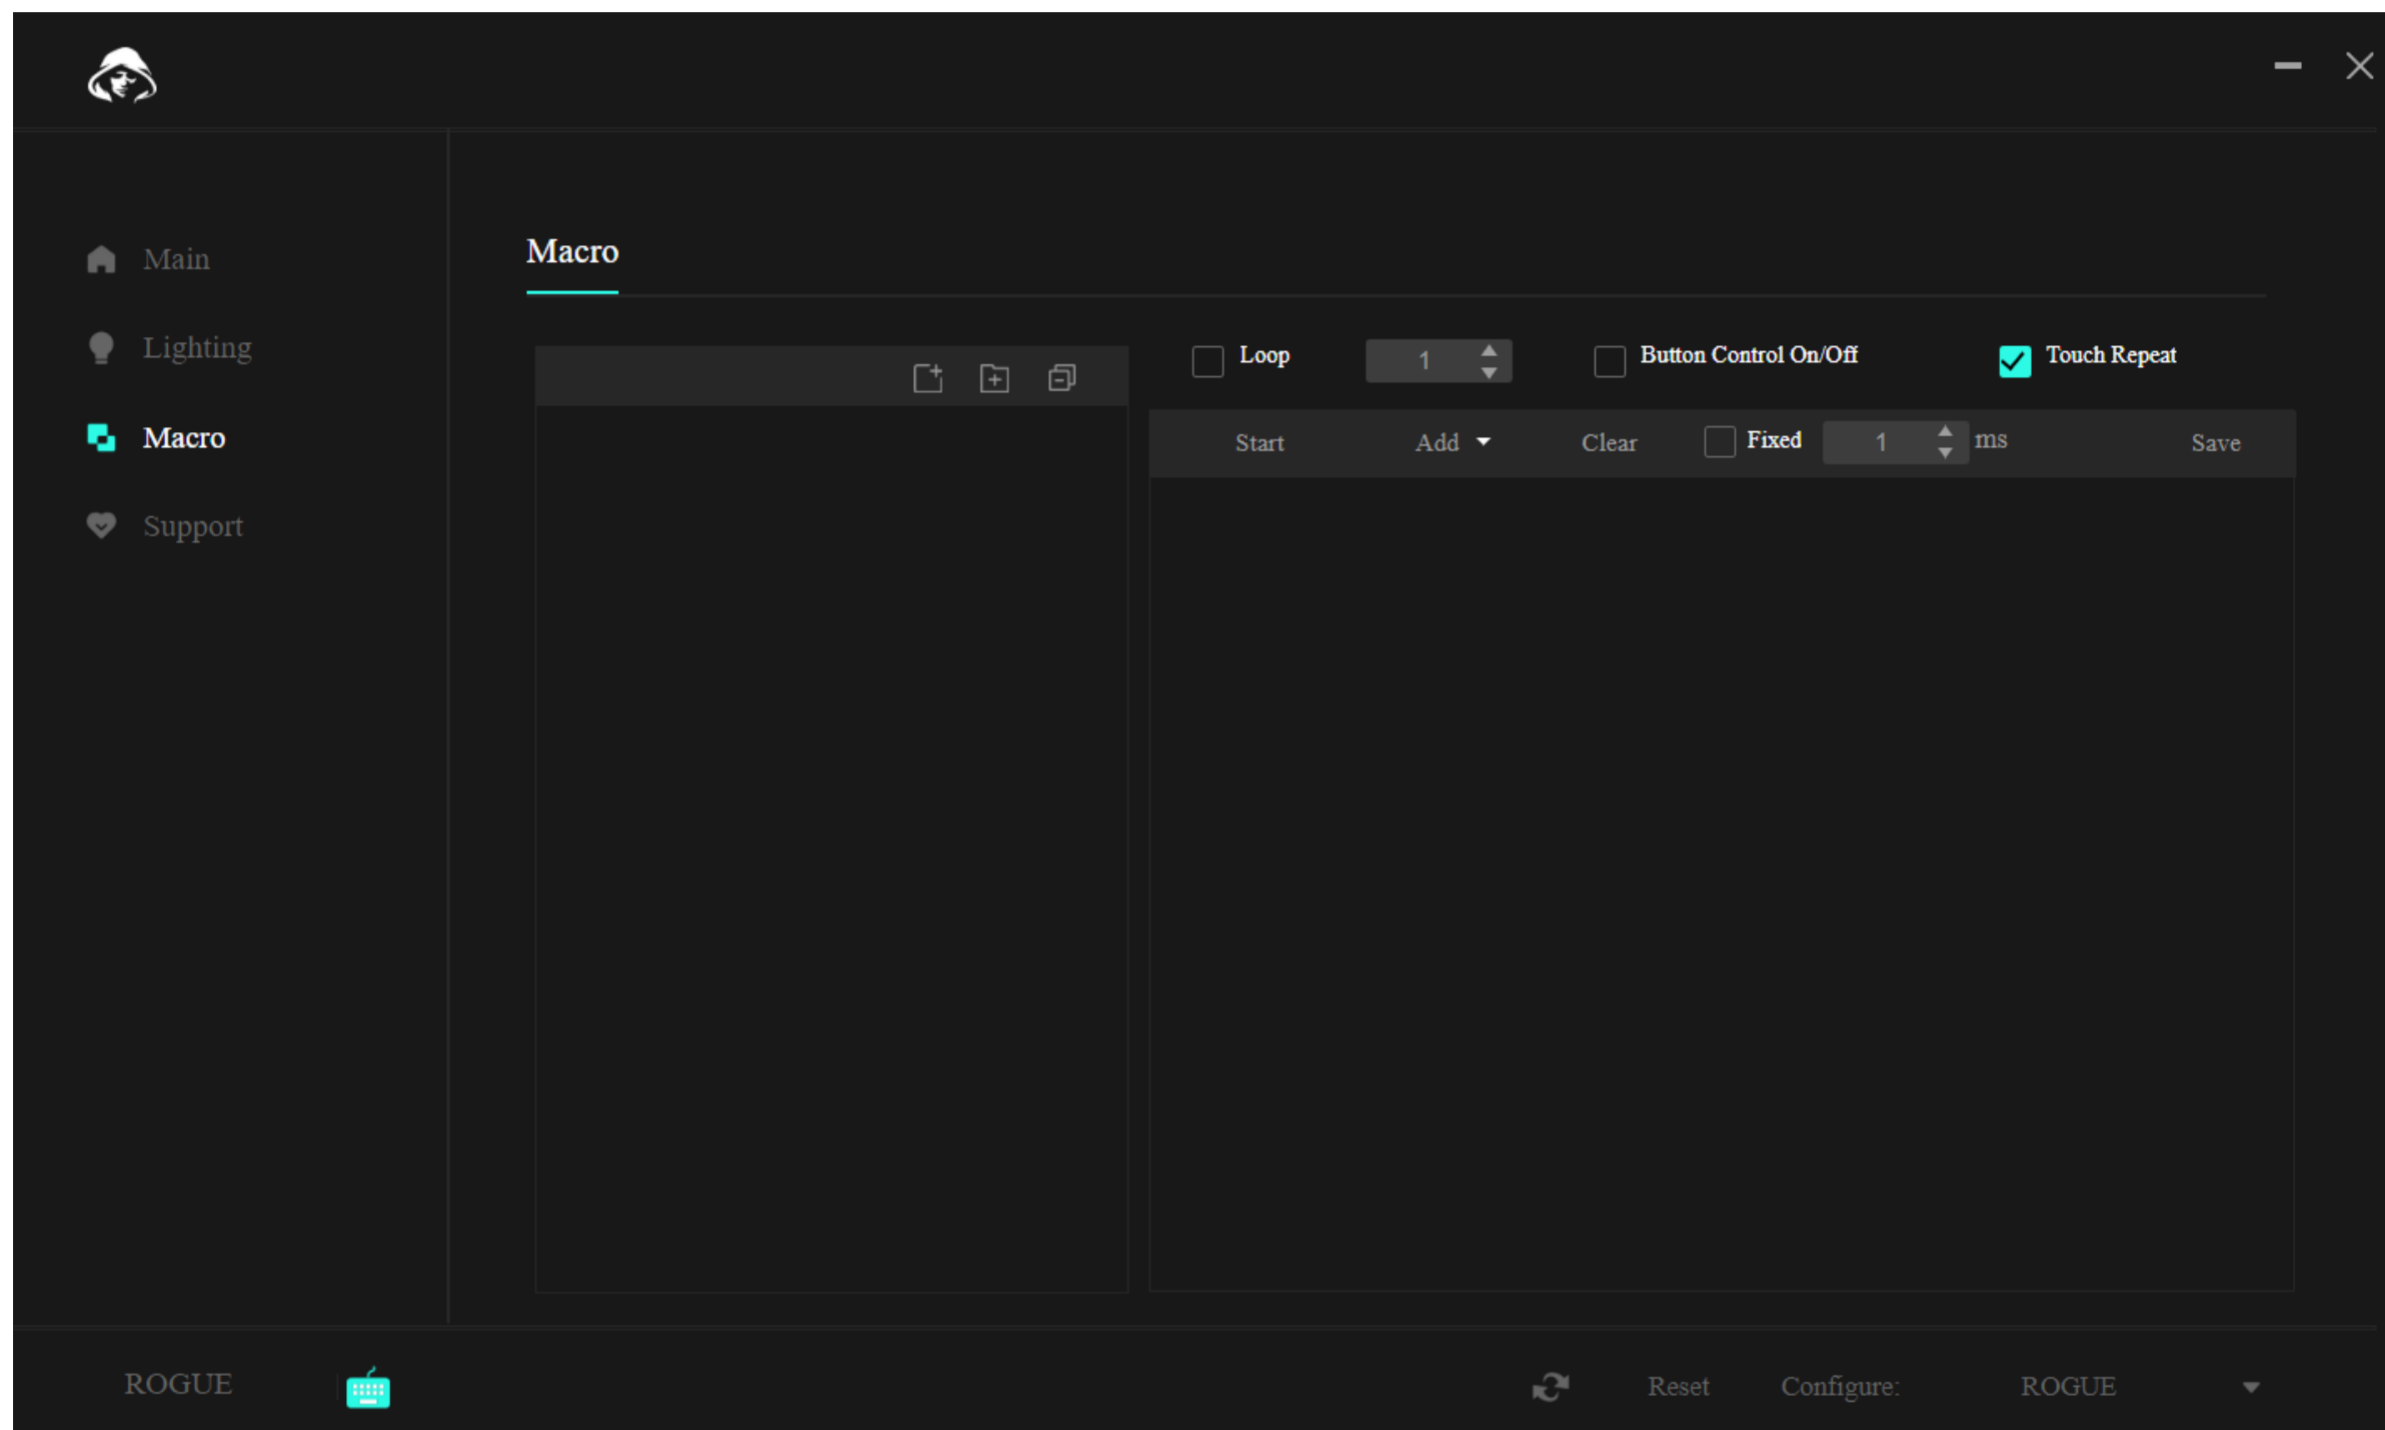 Main
Lighting
Macro
Support
Macro
Loop 1 Button Control On/Off Touch Repeat
Start Add Clear Fixed 1 ms Save
ROGUE Reset Configure: ROGUE